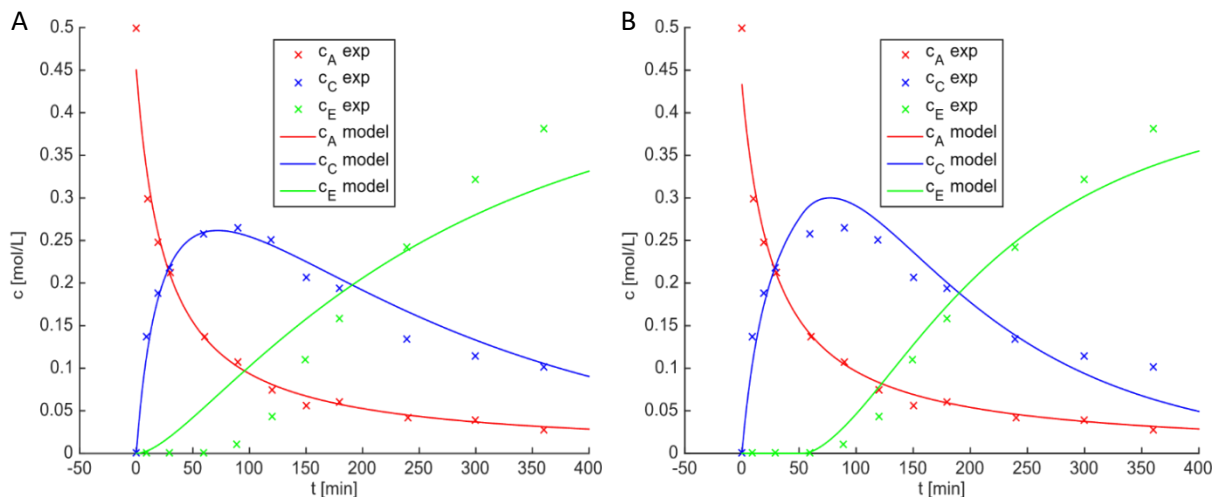 A
c [mol/L]
0.5
0.45
0.4
0.35
0.3
0.25
0.2
0.15
0.1
0.05
0
-50 0 50 100 150 200 250 300 350 400
t [min]
c_A exp
c_C exp
c_E exp
c_A model
c_C model
c_E model
B
c [mol/L]
0.5
0.45
0.4
0.35
0.3
0.25
0.2
0.15
0.1
0.05
0
-50 0 50 100 150 200 250 300 350 400
t [min]
c_A exp
c_C exp
c_E exp
c_A model
c_C model
c_E model